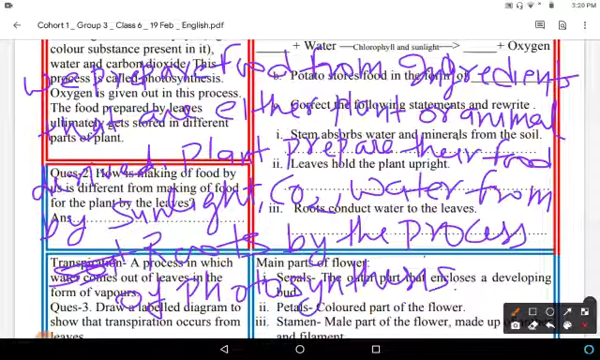 3:20 PM
Cohort 1 _ Group 3 _ Class 6 _ 19 Feb _ English.pdf
colour substance present in it),
water and carbon dioxide. This
process is called photosynthesis.
Oxygen is given out in this process.
The food prepared by leaves
ultimately gets stored in different
parts of plant.
Ques-2. How is making of food by
us is different from making of food
for the plant by the leaves?
Ans
Transpiration- A process in which
water comes out of leaves in the
form of vapours.
Ques-3. Draw a labelled diagram to
show that transpiration occurs from
leaves
_____ + Water —Chlorophyll and sunlight—> _____ + Oxygen
b. Potato stores food in the form of
Correct the following statements and rewrite .
i. Stem absorbs water and minerals from the soil.
ii. Leaves hold the plant upright.
iii. Roots conduct water to the leaves.
Main parts of flower:
i. Sepals- The outer part that encloses a developing
bud.
ii. Petals- Coloured part of the flower.
iii. Stamen- Male part of the flower, made up
and filament.
we prepare food from ingredients
that are either plant or animal
Plant prepare their food
by sunlight, CO2, water from
Roots by the process
of photosynthesis.